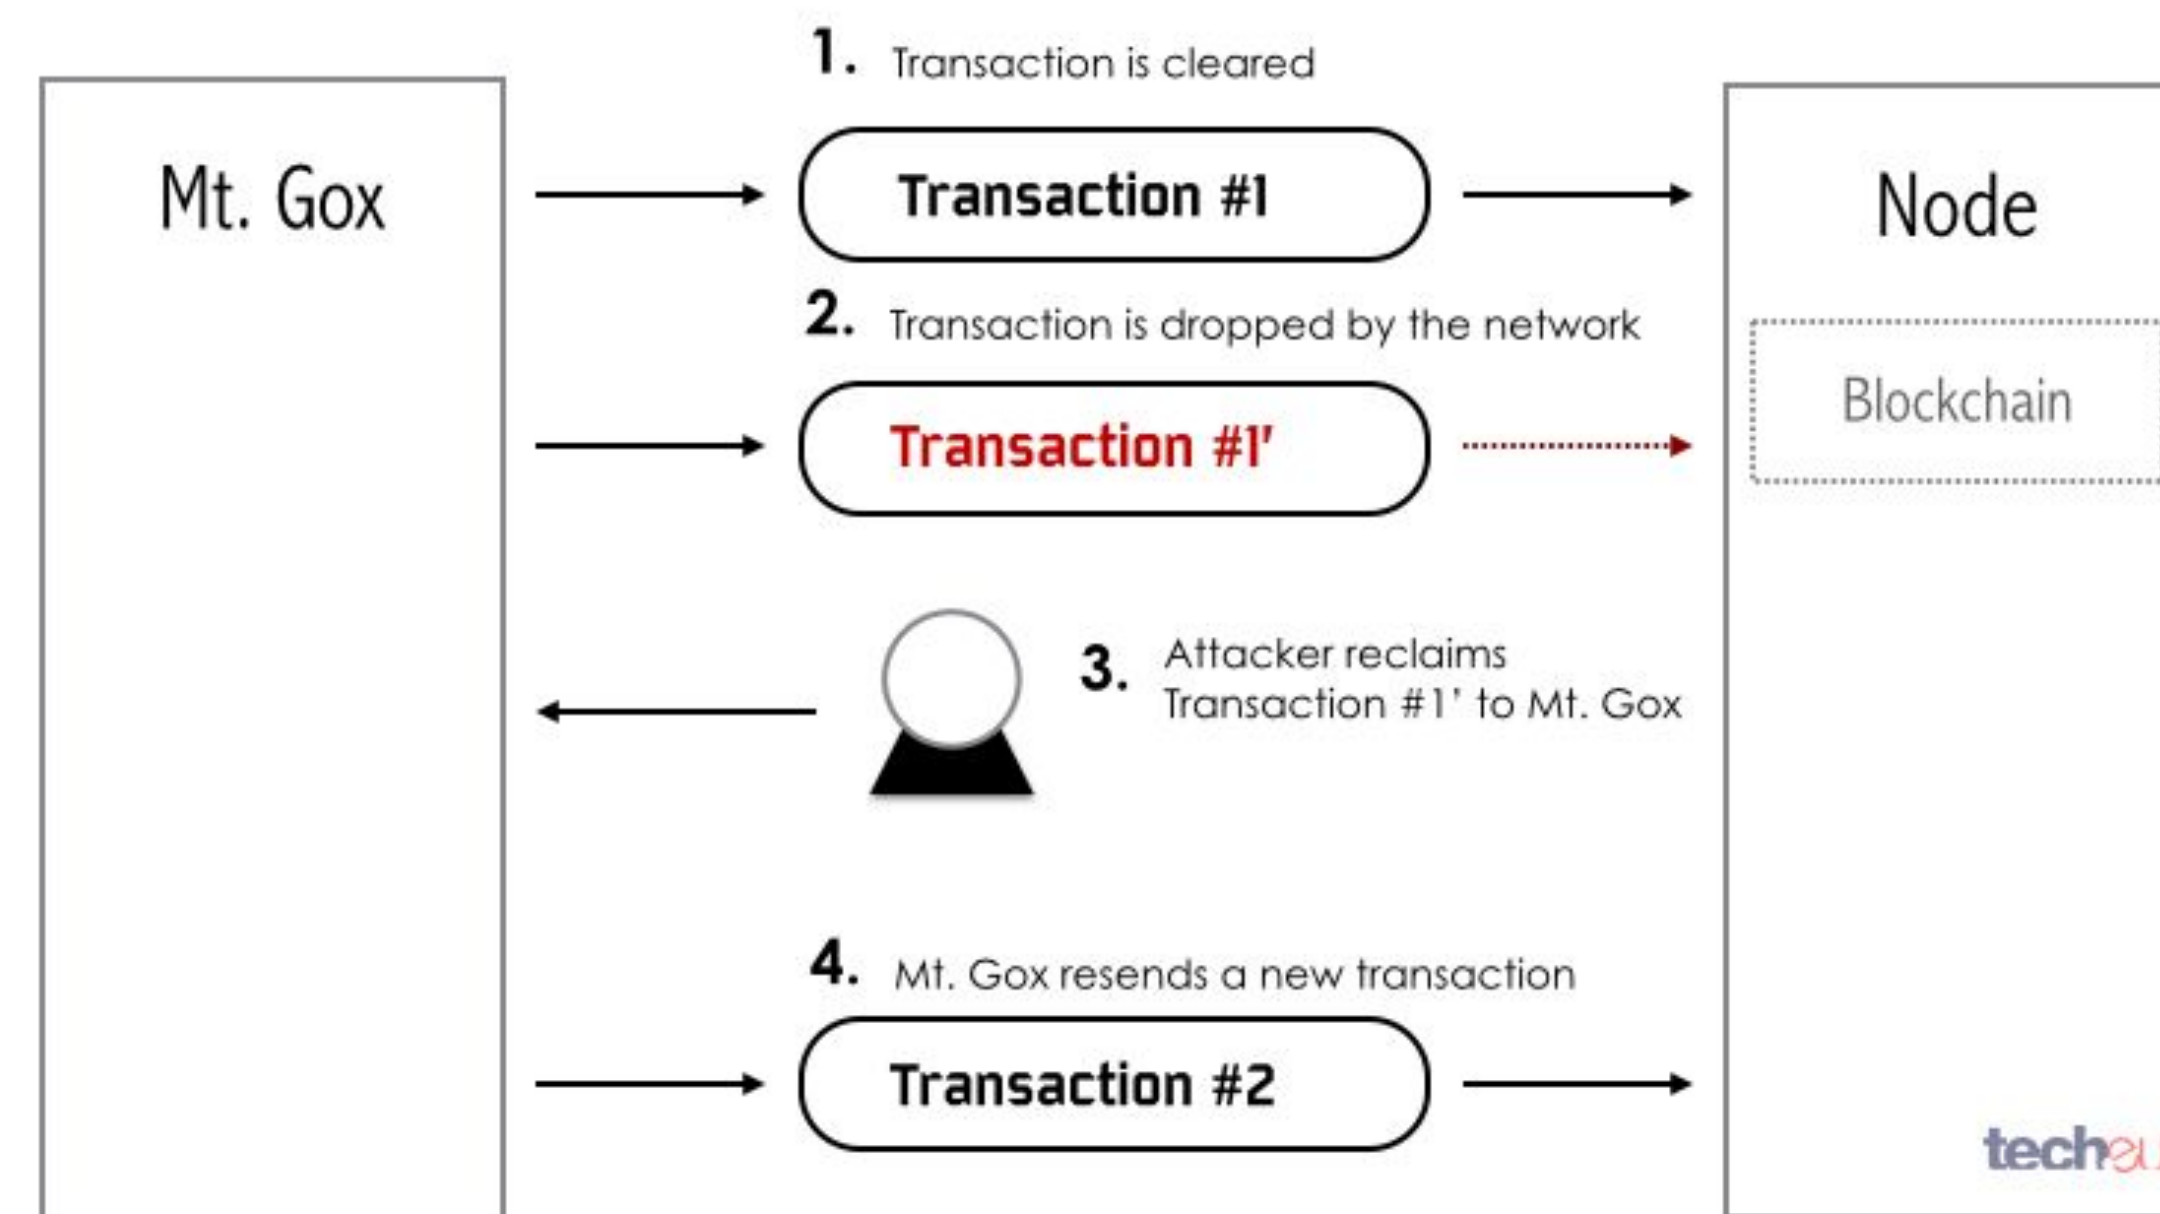 1. Transaction is cleared
Mt. Gox
Transaction #1
Node
2. Transaction is dropped by the network
Transaction #1'
Blockchain
3. Attacker reclaims
Transaction #1’ to Mt. Gox
4. Mt. Gox resends a new transaction
Transaction #2
tech